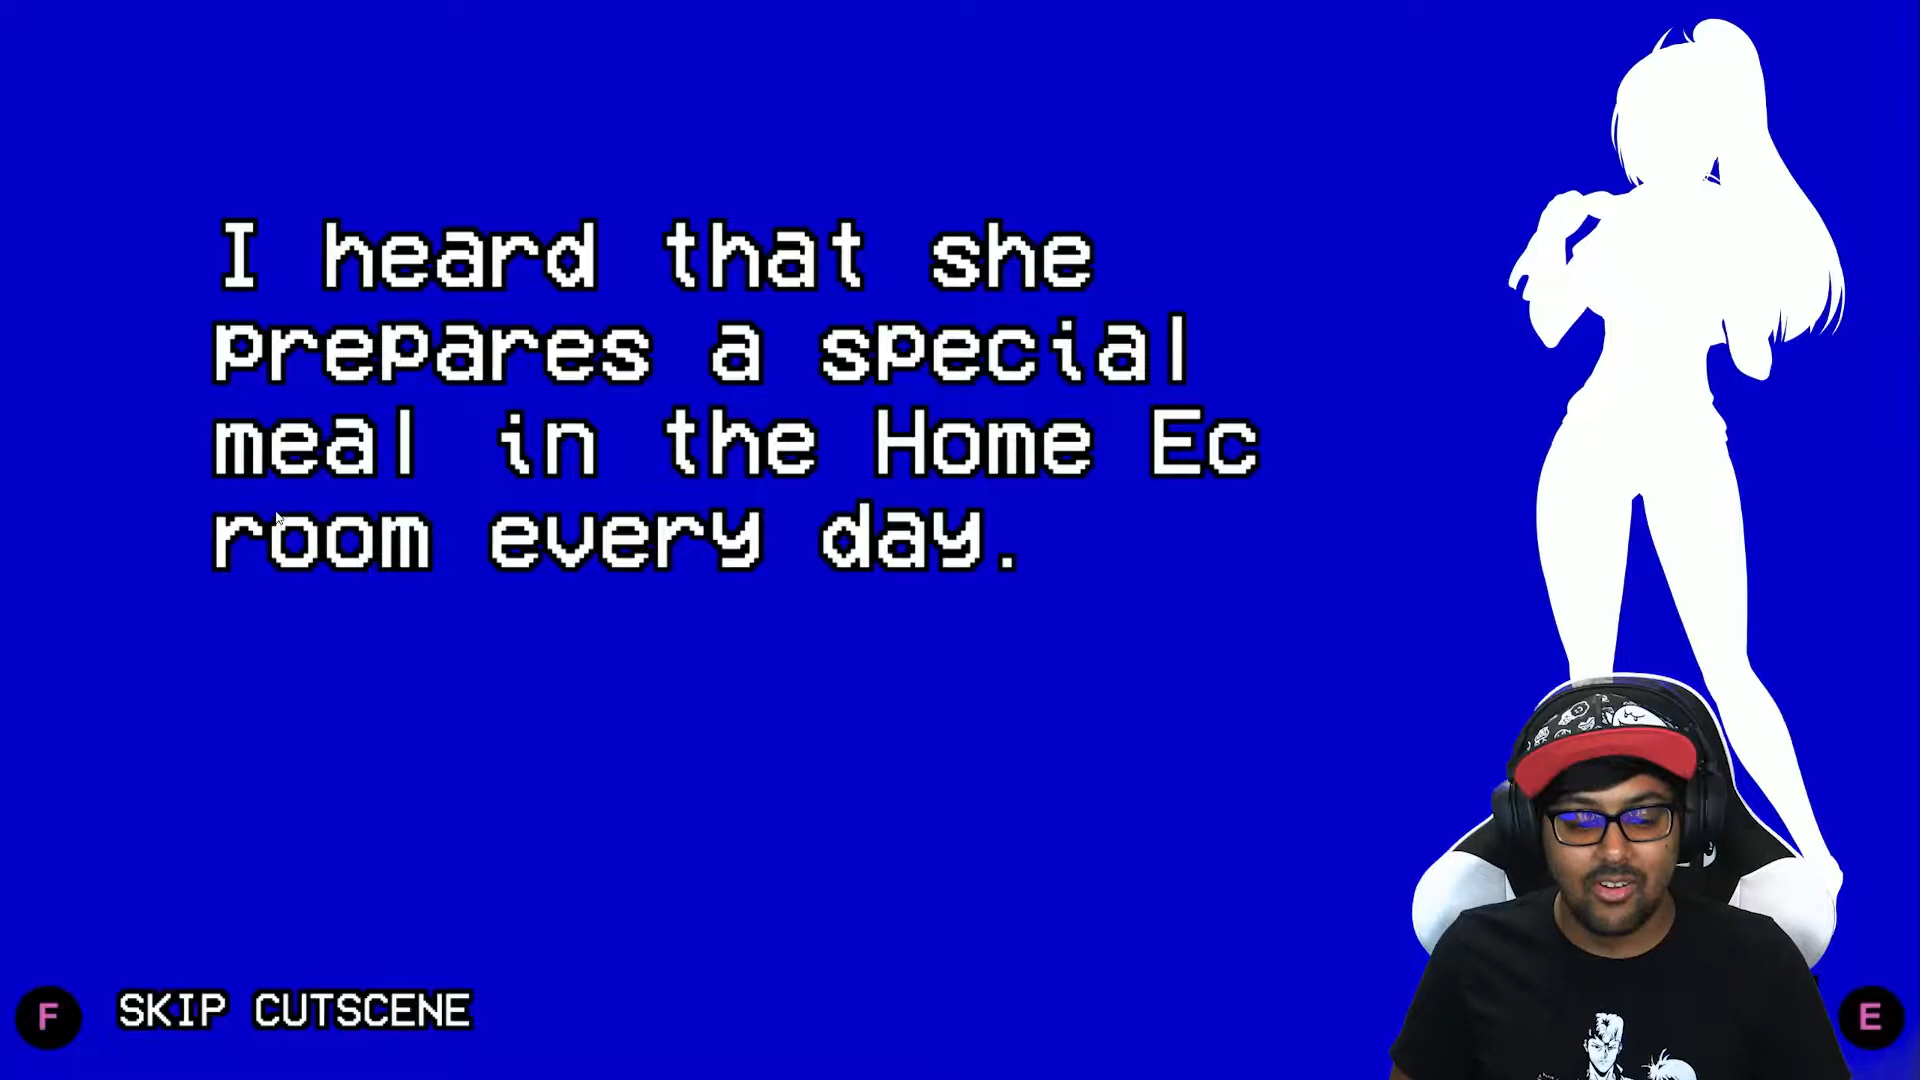 I heard that she
prepares a special
meal in the Home Ec
room every day.
F SKIP CUTSCENE
E